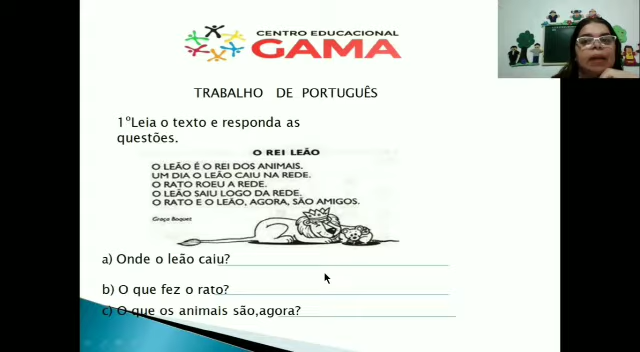 CENTRO EDUCACIONAL
GAMA
TRABALHO DE PORTUGUÊS
1ºLeia o texto e responda as
questões.
O REI LEÃO
O LEÃO É O REI DOS ANIMAIS.
UM DIA O LEÃO CAIU NA REDE.
O RATO ROEU A REDE.
O LEÃO SAIU LOGO DA REDE.
O RATO E O LEÃO, AGORA, SÃO AMIGOS.
Graça Boquet
a) Onde o leão caiu?
b) O que fez o rato?
c) O que os animais são,agora?